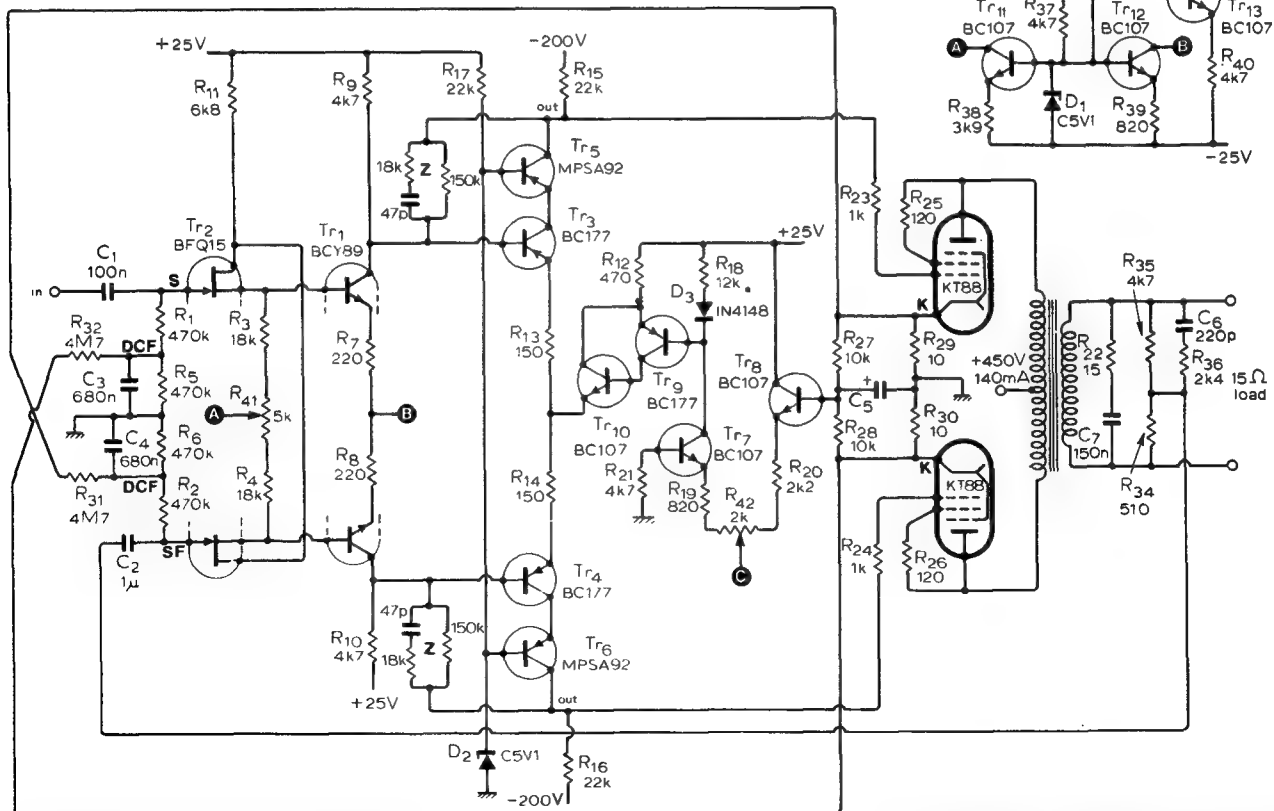 +25V
-200V
R11
6k8
R9
4k7
R17
22k
R15
22k
out
18k
Z
150k
47p
Tr5
MPSA92
Tr3
BC177
Tr2
BFQ15
Tr1
BCY89
C1
100n
in
S
R1
470k
R3
18k
R32
4M7
DCF
C3
680n
R5
470k
R41
5k
A
R7
220
B
R8
220
C4
680n
R6
470k
R4
18k
R31
4M7
DCF
R2
470k
SF
C2
1μ
R10
4k7
+25V
47p
18k
Z
150k
D2
C5V1
R13
150
R14
150
Tr4
BC177
Tr6
MPSA92
out
R16
22k
-200V
R12
470
R18
12k
D3
IN4148
Tr9
BC177
Tr10
BC107
Tr7
BC107
R21
4k7
R19
820
R42
2k
C
R20
2k2
Tr8
BC107
+25V
R27
10k
C5
+
R28
10k
R29
10
R30
10
K
K
R23
1k
R25
120
KT88
R24
1k
R26
120
KT88
+450V
140mA
R22
15
C7
150n
R35
4k7
R34
510
C6
220p
R36
2k4
15Ω
load
Tr11
BC107
R37
4k7
Tr12
BC107
Tr13
BC107
A
B
R38
3k9
D1
C5V1
R39
820
R40
4k7
-25V